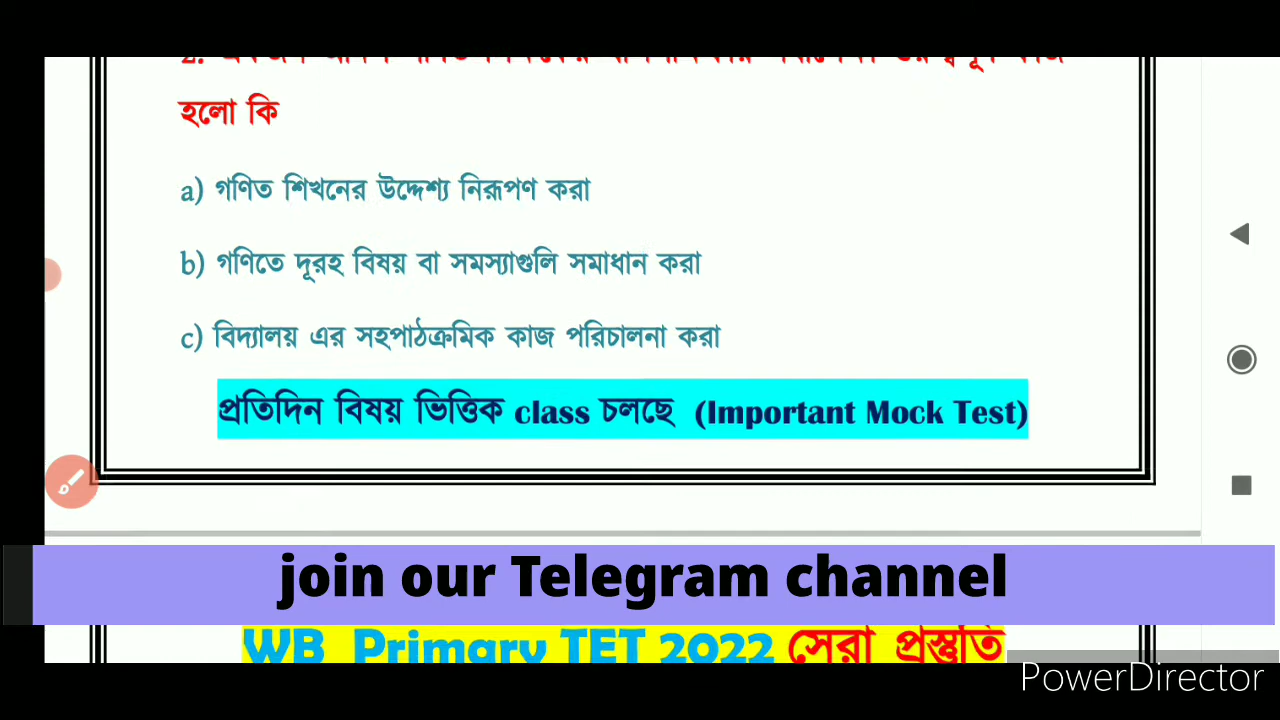 হলো কি
a) গণিত শিখনের উদ্দেশ্য নিরূপণ করা
b) গণিতে দূরহ বিষয় বা সমস্যাগুলি সমাধান করা
c) বিদ্যালয় এর সহপাঠক্রমিক কাজ পরিচালনা করা
প্রতিদিন বিষয় ভিত্তিক class চলছে (Important Mock Test)
join our Telegram channel
WB Primary TET 2022 সেরা প্রস্তুতি
PowerDirector